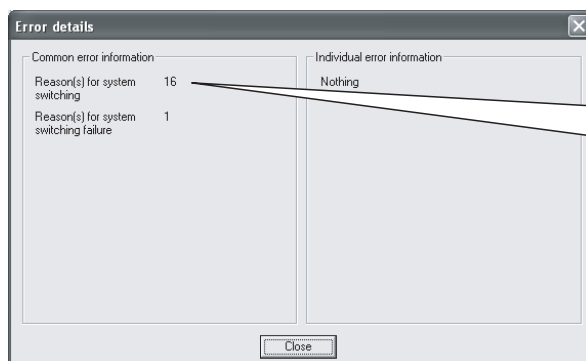 Error details
Common error information
Reason(s) for system switching 16
Reason(s) for system switching failure 1
Individual error information
Nothing
Close